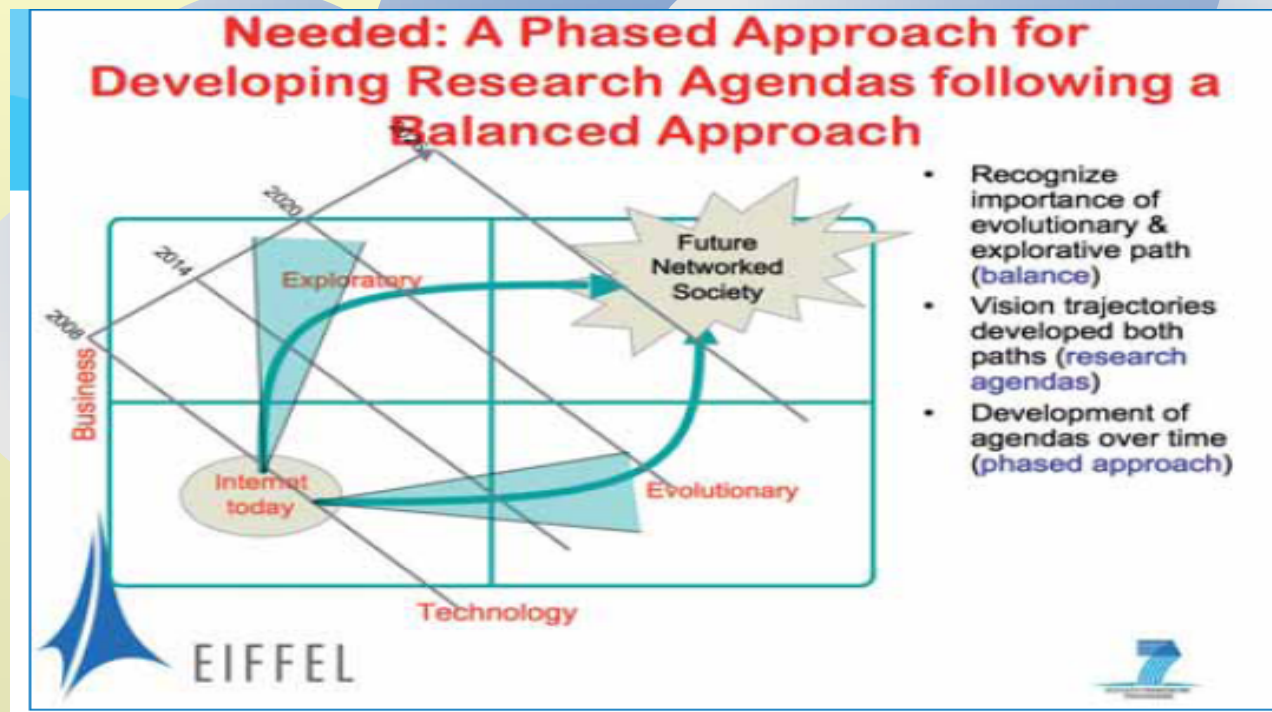 Needed: A Phased Approach for
Developing Research Agendas following a
Balanced Approach
2020
2014
2008
Business
Exploratory
Future
Networked
Society
Internet
today
Evolutionary
Technology
• Recognize
importance of
evolutionary &
explorative path
(balance)
• Vision trajectories
developed both
paths (research
agendas)
• Development of
agendas over time
(phased approach)
EIFFEL
7